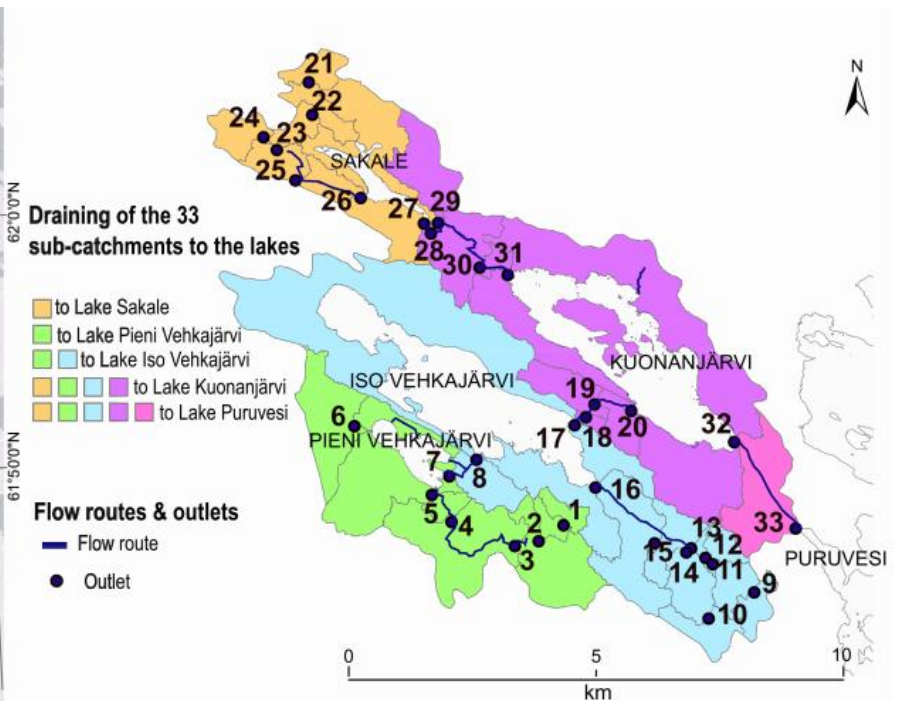 N
21
22
24
23
SAKALE
25
26
27
29
28
30
31
62°0'0"N
Draining of the 33
sub-catchments to the lakes
to Lake Sakale
to Lake Pieni Vehkajärvi
to Lake Iso Vehkajärvi
to Lake Kuonanjärvi
to Lake Puruvesi
KUONANJÄRVI
ISO VEHKAJÄRVI
19
20
18
17
32
6
PIENI VEHKAJÄRVI
7
8
61°50'0"N
16
5
4
2
1
3
13
12
15
14
11
33
PURUVESI
9
10
Flow routes & outlets
Flow route
Outlet
0 5 10
km